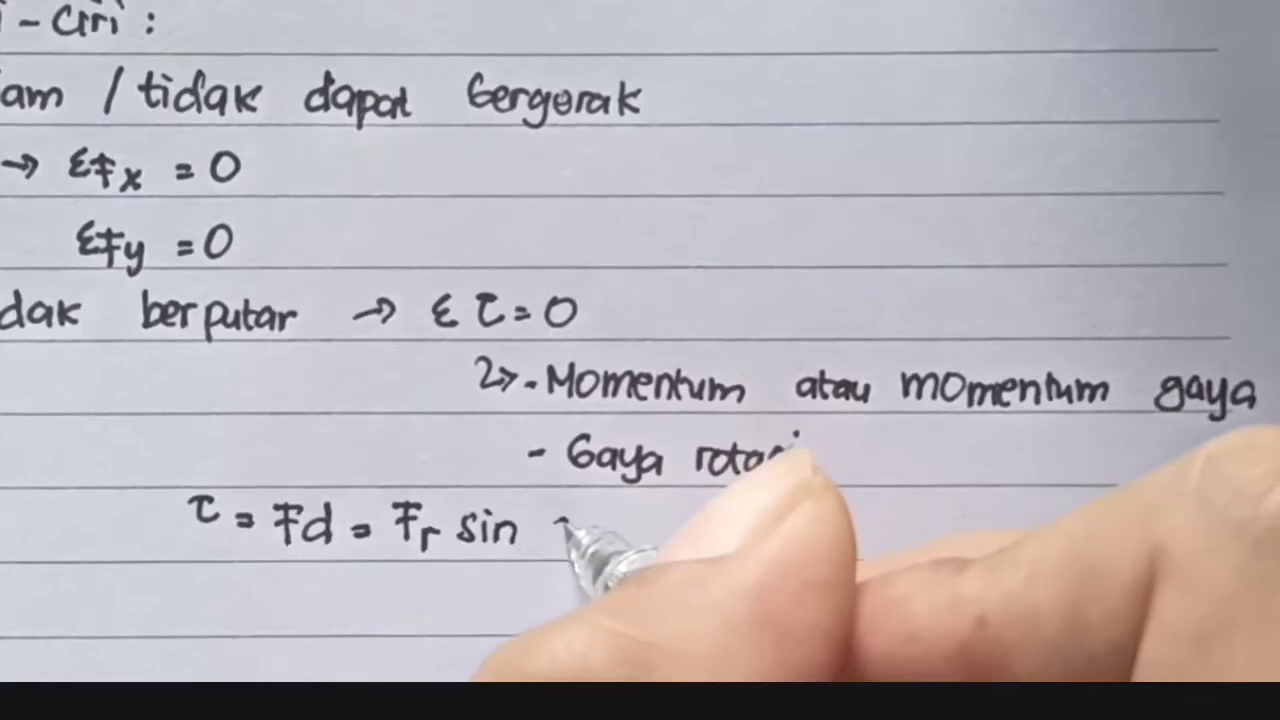 - Ciri :
am / tidak dapat bergerak
→ ΣFx = 0
ΣFy = 0
dak berputar → Στ = 0
↳ - Momentum atau momentum gaya
- Gaya rotasi
τ = Fd = Fr sin